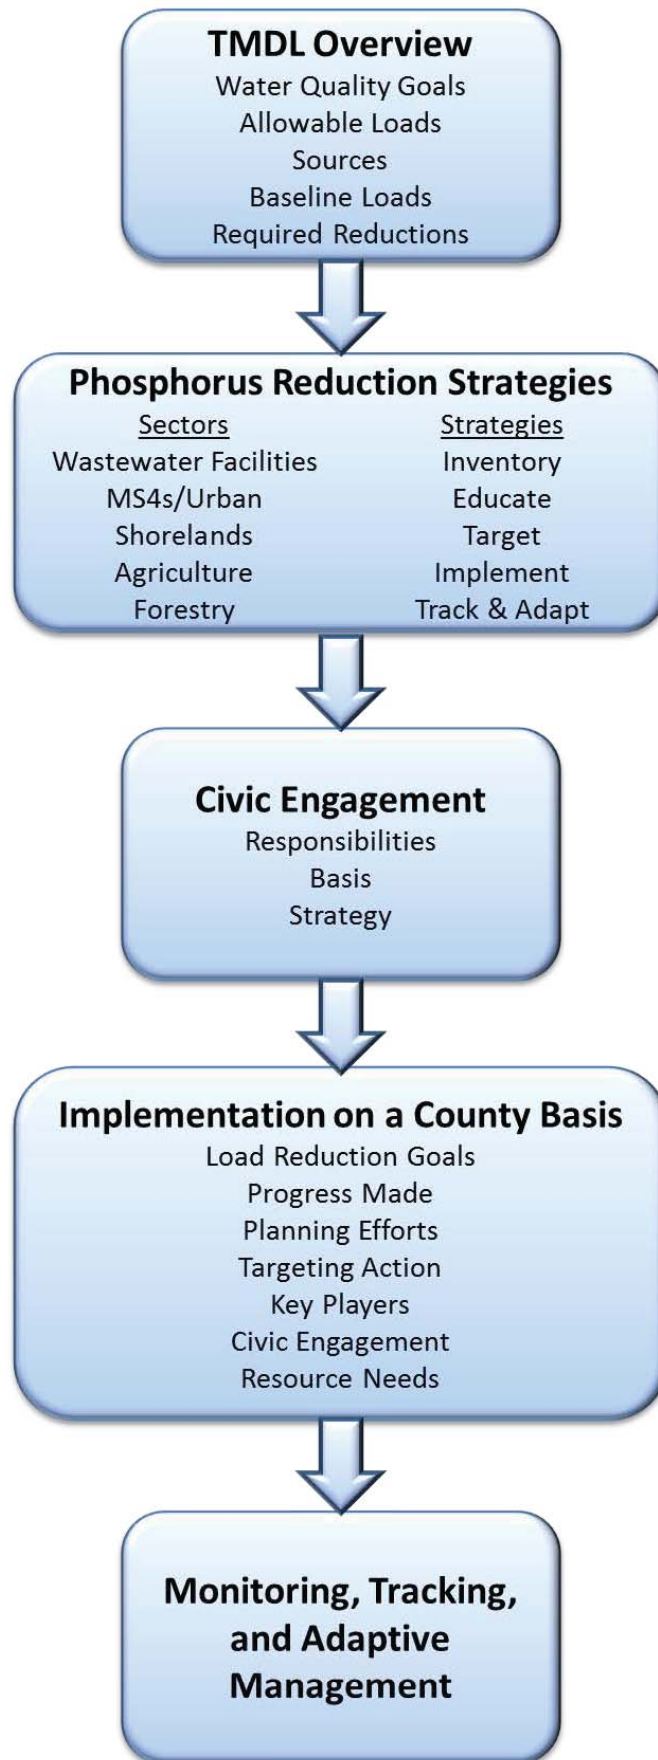 TMDL Overview
Water Quality Goals
Allowable Loads
Sources
Baseline Loads
Required Reductions
Phosphorus Reduction Strategies
Sectors
Wastewater Facilities
MS4s/Urban
Shorelands
Agriculture
Forestry
Strategies
Inventory
Educate
Target
Implement
Track & Adapt
Civic Engagement
Responsibilities
Basis
Strategy
Implementation on a County Basis
Load Reduction Goals
Progress Made
Planning Efforts
Targeting Action
Key Players
Civic Engagement
Resource Needs
Monitoring, Tracking,
and Adaptive
Management